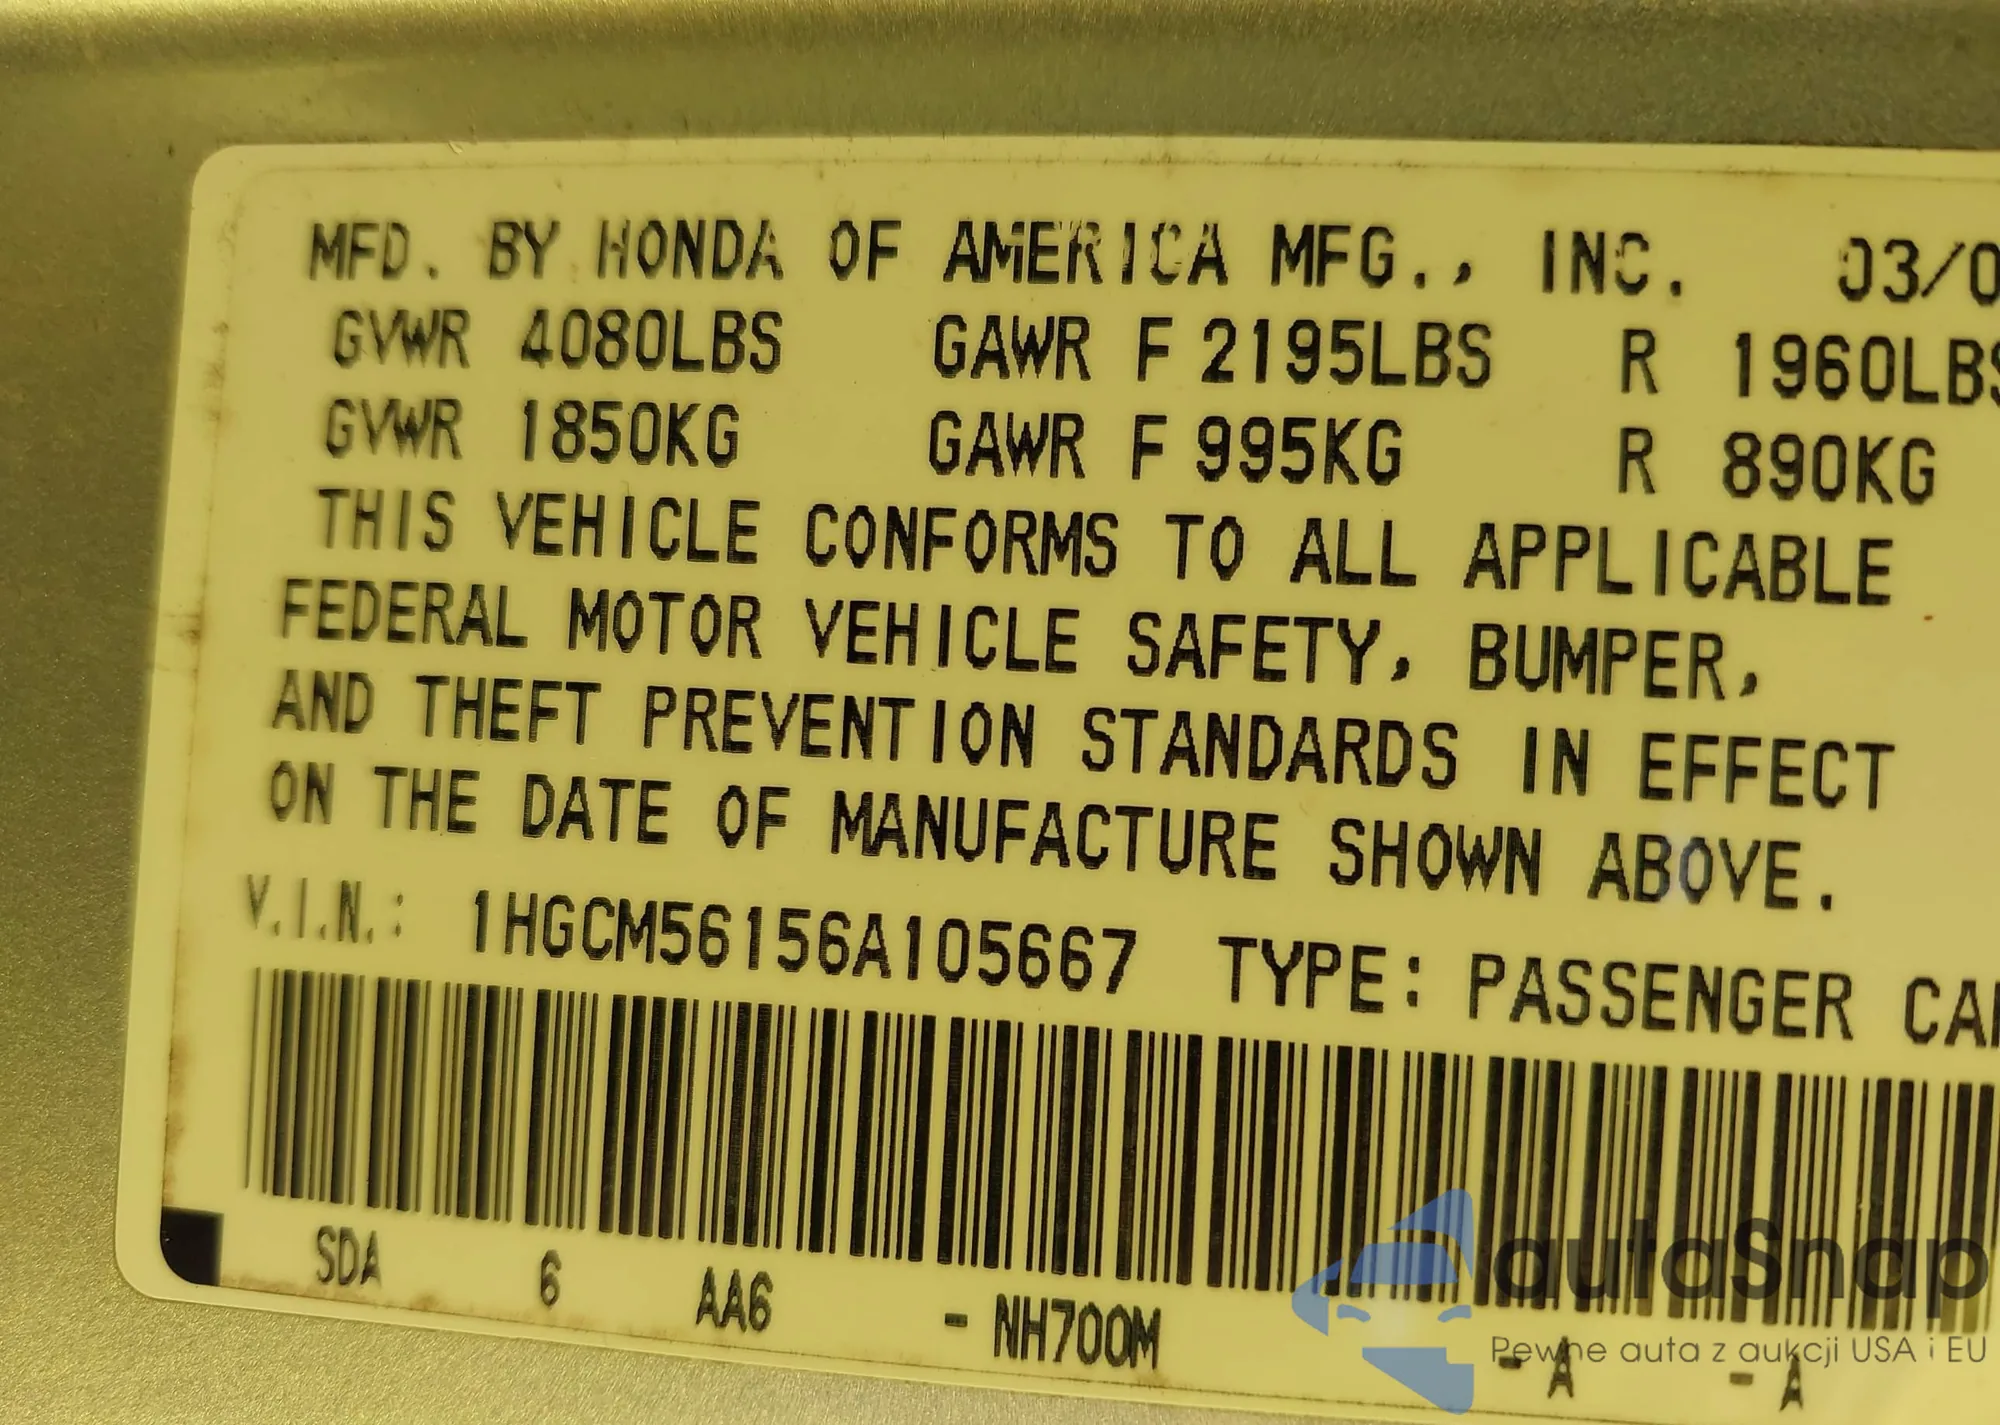 MFD. BY HONDA OF AMERICA MFG., INC. 03/0
GVWR 4080LBS GAWR F 2195LBS R 1960LBS
GVWR 1850KG GAWR F 995KG R 890KG
THIS VEHICLE CONFORMS TO ALL APPLICABLE
FEDERAL MOTOR VEHICLE SAFETY, BUMPER,
AND THEFT PREVENTION STANDARDS IN EFFECT
ON THE DATE OF MANUFACTURE SHOWN ABOVE.
V.I.N.: 1HGCM56156A105667 TYPE: PASSENGER CA
SDA 6 AA6 - NH700M - A - A
autaSnap
Pewne auta z aukcji USA i EU